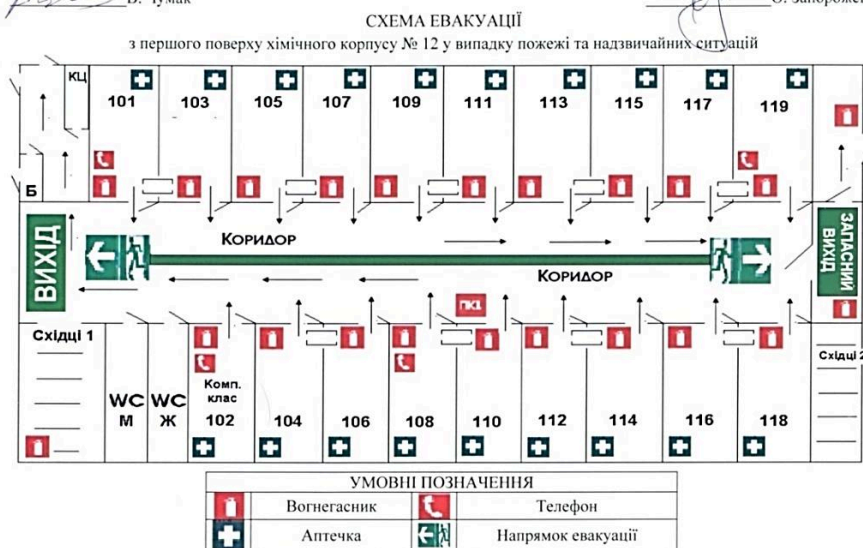 В. Чумак
О. Запорожец
СХЕМА ЕВАКУАЦІЇ
з першого поверху хімічного корпусу № 12 у випадку пожежі та надзвичайних ситуацій
КЦ
101 103 105 107 109 111 113 115 117 119
Б
ВИХІД
КОРИДОР
КОРИДОР
ЗАПАСНИЙ ВИХІД
ПК1
Східці 1
Східці 2
WC М
WC Ж
Комп. клас
102 104 106 108 110 112 114 116 118
УМОВНІ ПОЗНАЧЕННЯ
Вогнегасник Телефон
Аптечка Напрямок евакуації